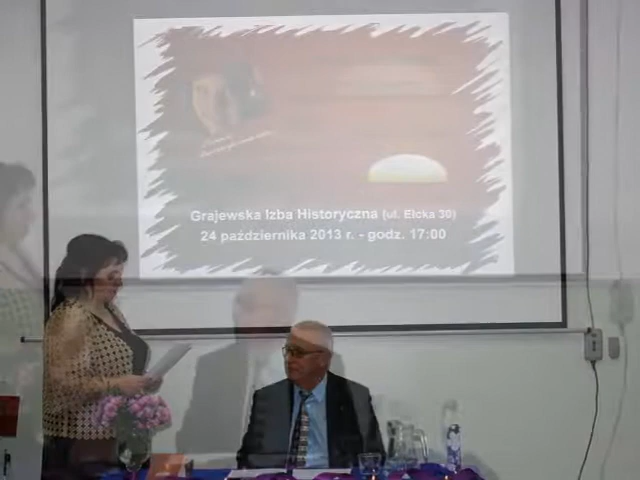 Grajewska Izba Historyczna (ul. Ełcka 30)
24 października 2013 r. - godz. 17:00